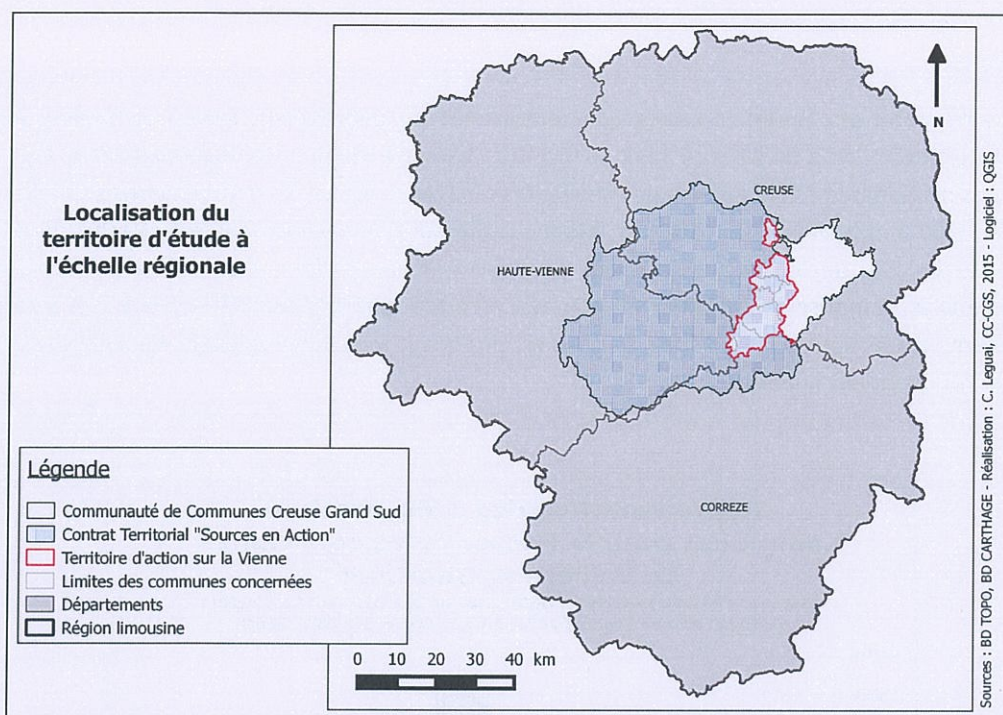 Localisation du
territoire d'étude à
l'échelle régionale
N
CREUSE
HAUTE-VIENNE
CORREZE
Légende
Communauté de Communes Creuse Grand Sud
Contrat Territorial "Sources en Action"
Territoire d'action sur la Vienne
Limites des communes concernées
Départements
Région limousine
0 10 20 30 40 km
Sources : BD TOPO, BD CARTHAGE - Réalisation : C. Leguai, CC-CGS, 2015 - Logiciel : QGIS